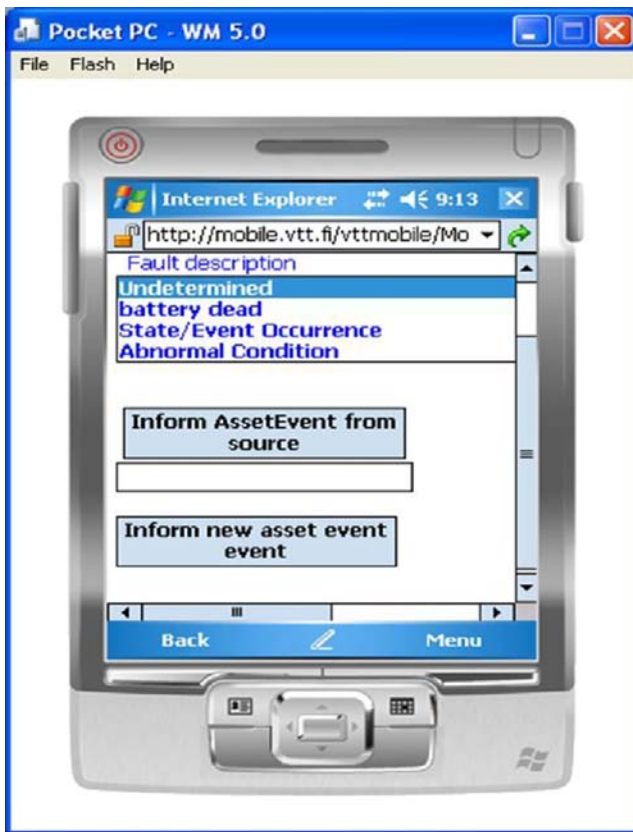 Pocket PC - WM 5.0
File Flash Help
Internet Explorer 9:13
http://mobile.vtt.fi/vttmobile/Mo
Fault description
Undetermined
battery dead
State/Event Occurrence
Abnormal Condition
Inform AssetEvent from
source
Inform new asset event
event
Back Menu